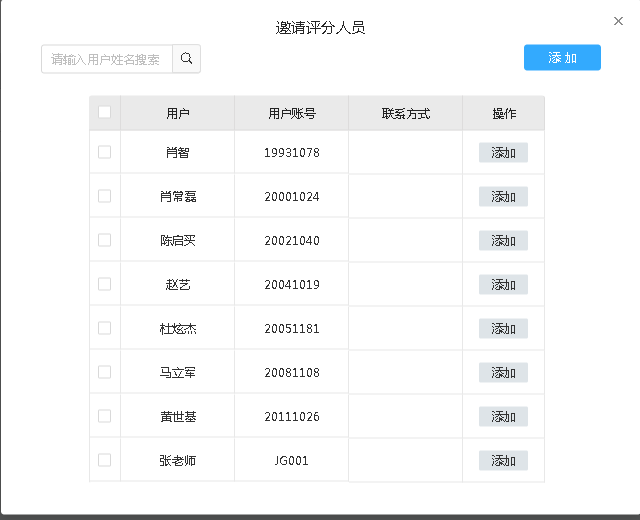 邀请评分人员
请输入用户姓名搜索
添加
用户 用户账号 联系方式 操作
肖智 19931078 添加
肖常磊 20001024 添加
陈启买 20021040 添加
赵艺 20041019 添加
杜炫杰 20051181 添加
马立军 20081108 添加
黄世基 20111026 添加
张老师 JG001 添加